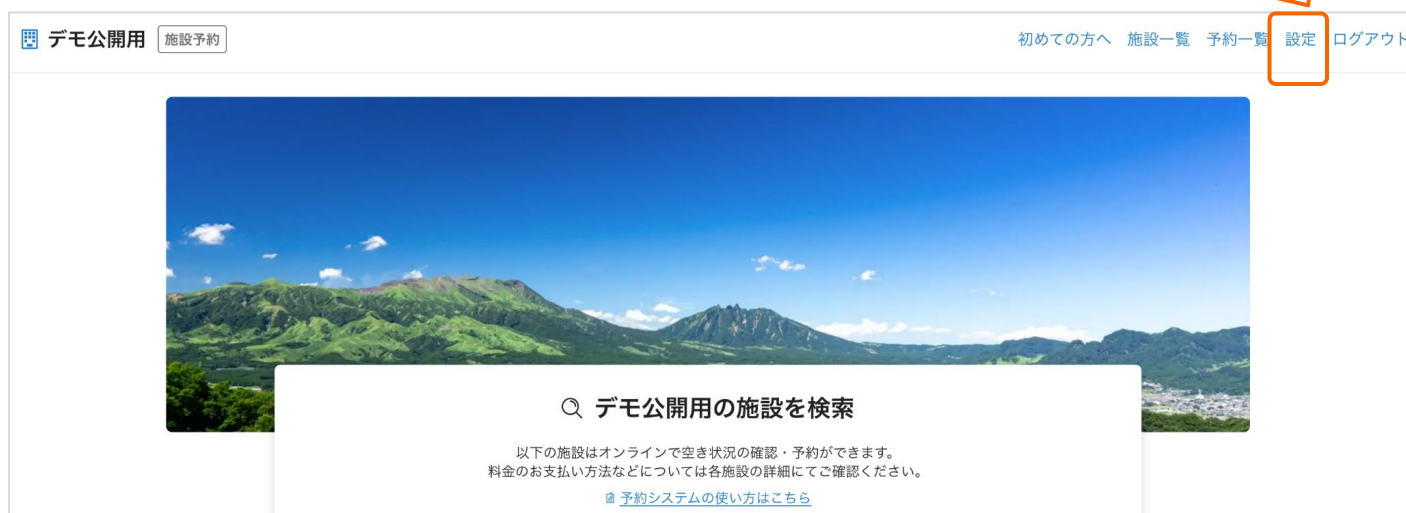 デモ公開用 施設予約 初めての方へ 施設一覧 予約一覧 設定 ログアウト
デモ公開用の施設を検索
以下の施設はオンラインで空き状況の確認・予約ができます。
料金のお支払い方法などについては各施設の詳細にてご確認ください。
予約システムの使い方はこちら